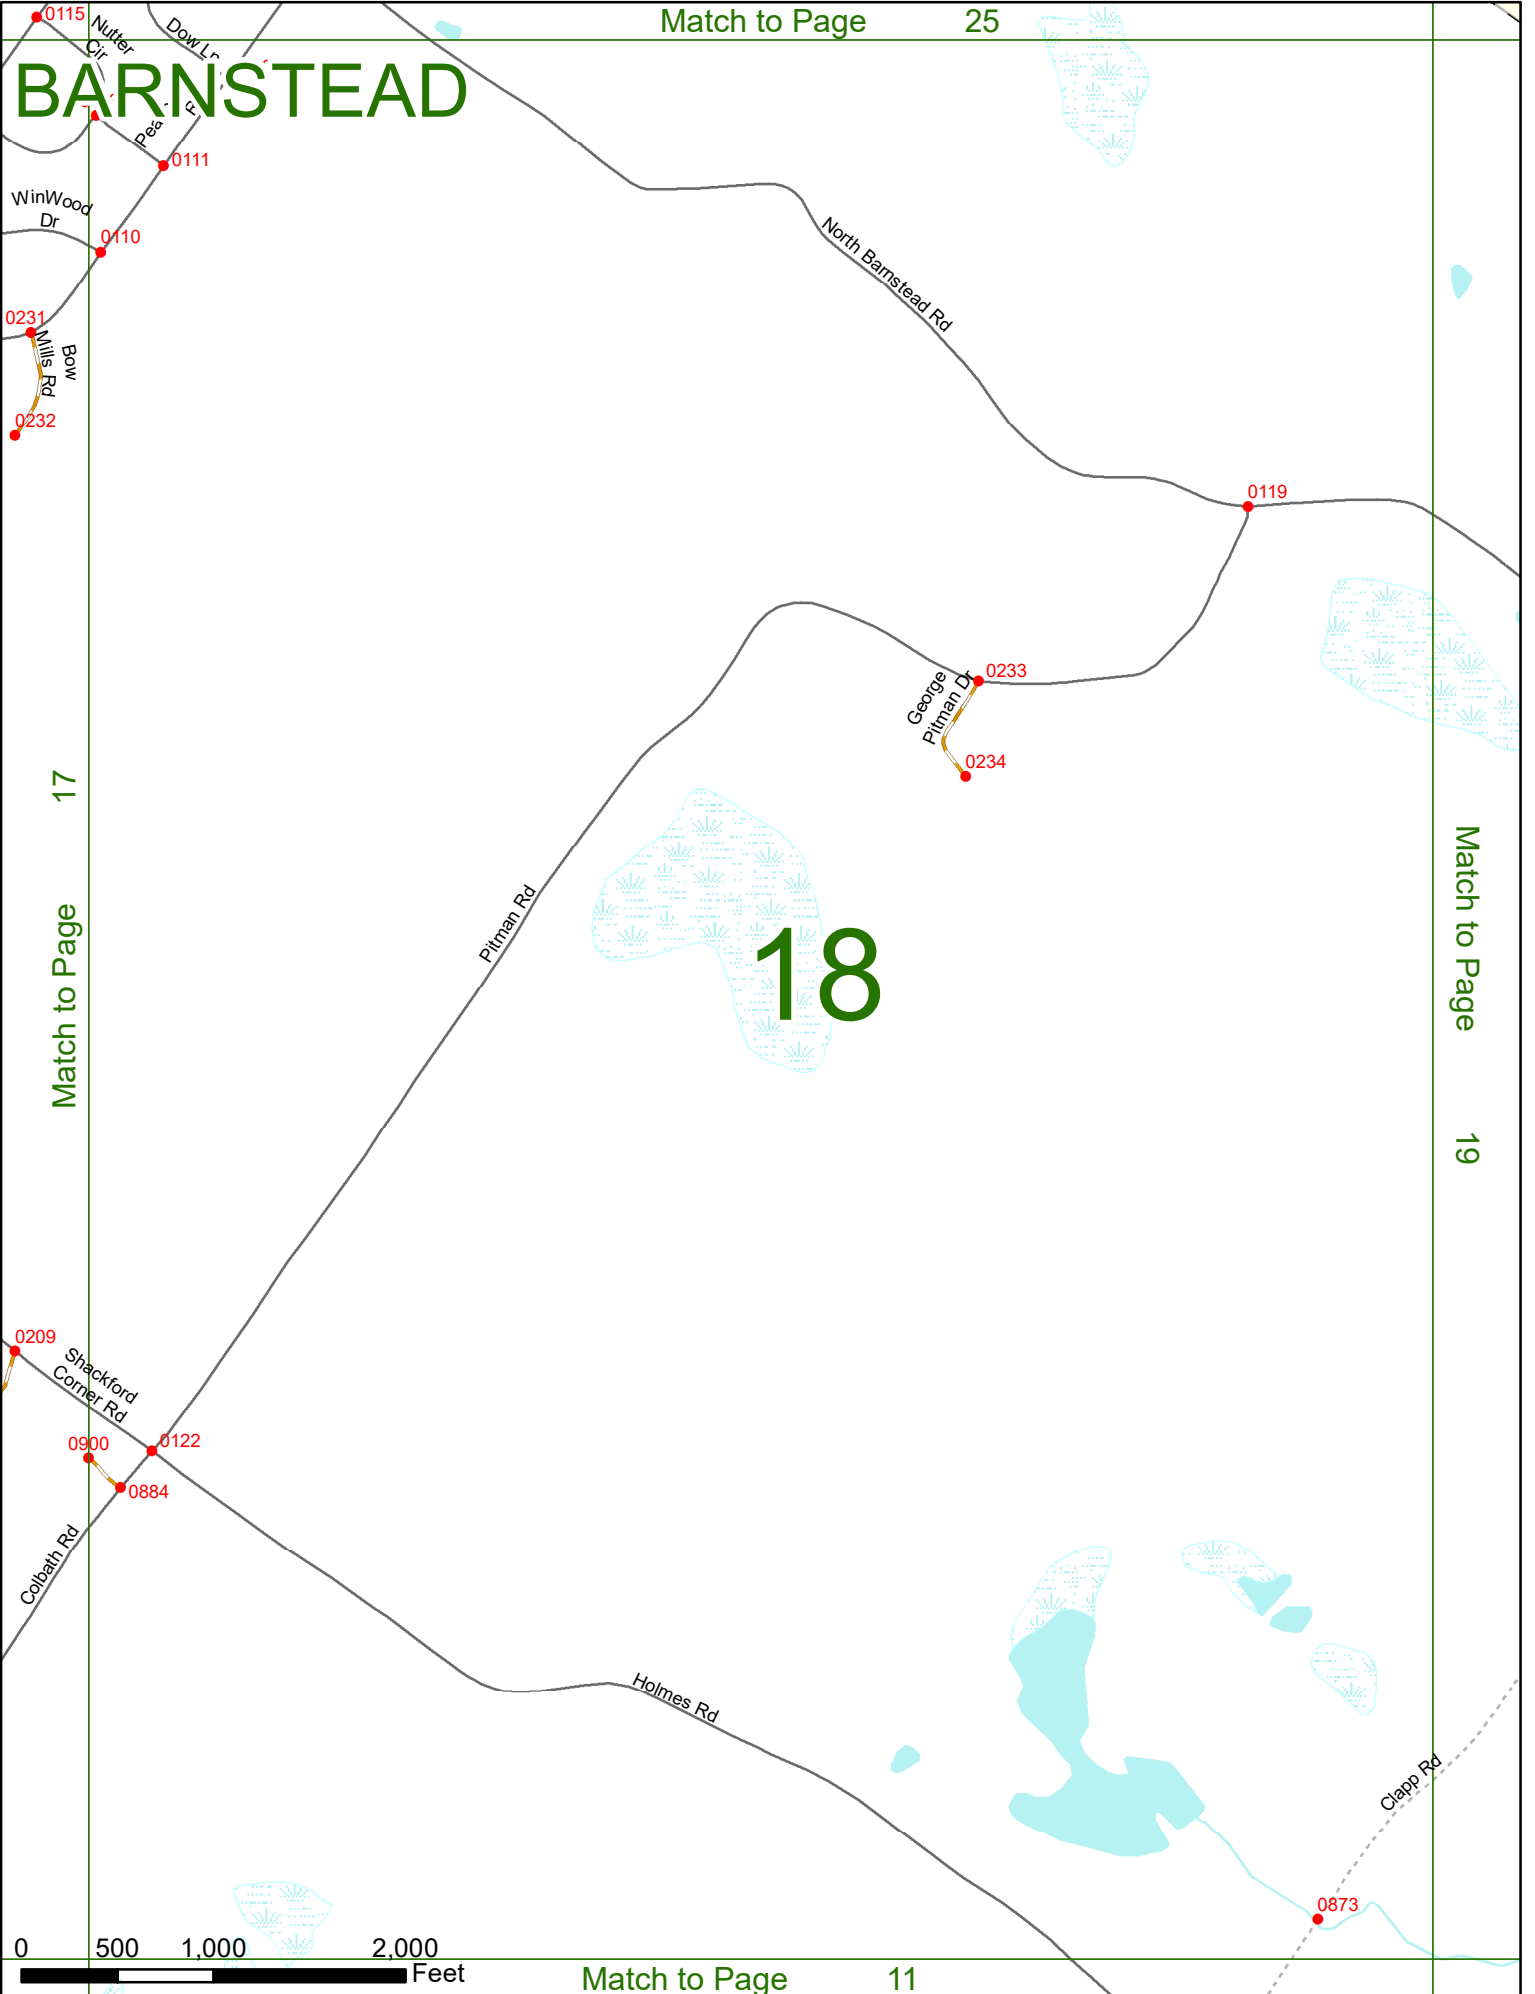 Match to Page 25
0115
Nutter
Cir
Dow
BARNSTEAD
0111
WinWood
Dr
0110
0231
Bow
Mills Rd
0232
North Barnstead Rd
0119
0233
George
Pitman Dr
0234
Match to Page 17
Pitman Rd
18
Match to Page 19
0209
Shackford
Corner Rd
0122
0900
0884
Colbath Rd
Holmes Rd
Clapp Rd
0873
0 500 1,000 2,000
Feet
Match to Page 11